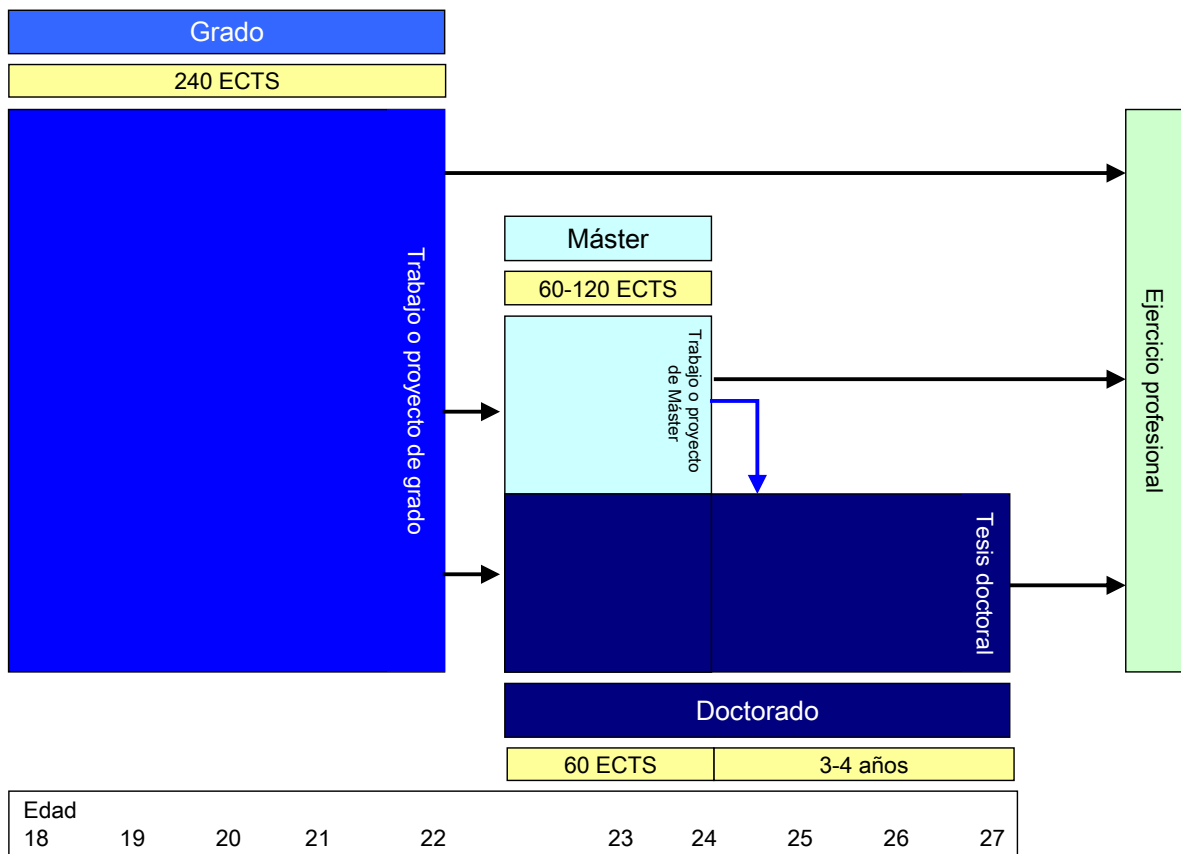 Grado
240 ECTS
Trabajo o proyecto de grado
Máster
60-120 ECTS
Trabajo o proyecto
de Máster
Ejercicio profesional
Tesis doctoral
Doctorado
60 ECTS
3-4 años
Edad
18 19 20 21 22 23 24 25 26 27